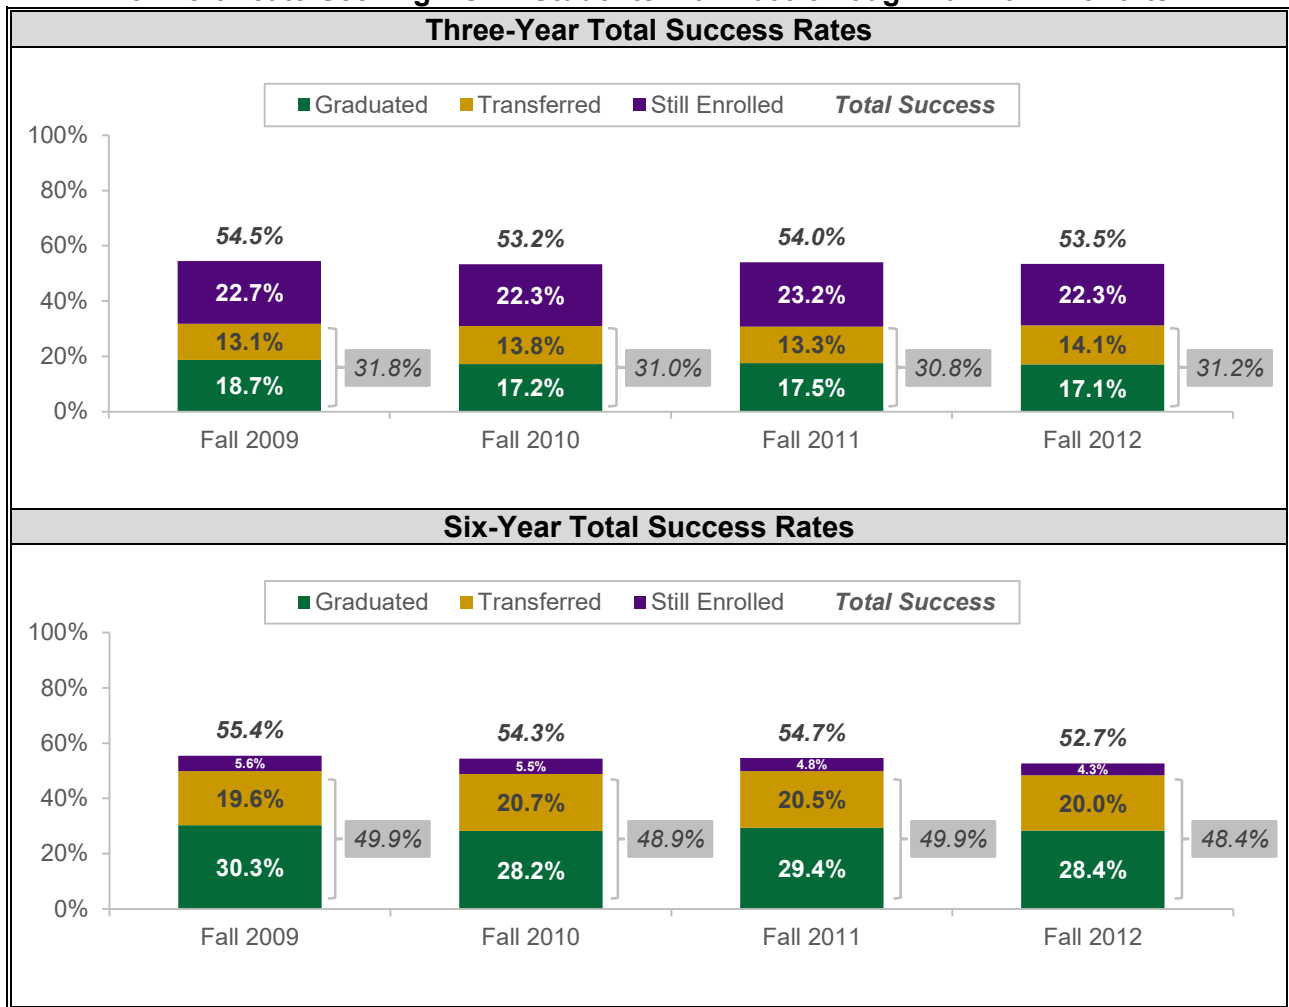 Three-Year Total Success Rates
Graduated Transferred Still Enrolled Total Success
100%
80%
60%
40%
20%
0%
54.5% 53.2% 54.0% 53.5%
22.7% 22.3% 23.2% 22.3%
13.1% 13.8% 13.3% 14.1%
31.8% 31.0% 30.8% 31.2%
18.7% 17.2% 17.5% 17.1%
Fall 2009 Fall 2010 Fall 2011 Fall 2012
Six-Year Total Success Rates
Graduated Transferred Still Enrolled Total Success
100%
80%
60%
40%
20%
0%
55.4% 54.3% 54.7% 52.7%
5.6% 5.5% 4.8% 4.3%
19.6% 20.7% 20.5% 20.0%
49.9% 48.9% 49.9% 48.4%
30.3% 28.2% 29.4% 28.4%
Fall 2009 Fall 2010 Fall 2011 Fall 2012